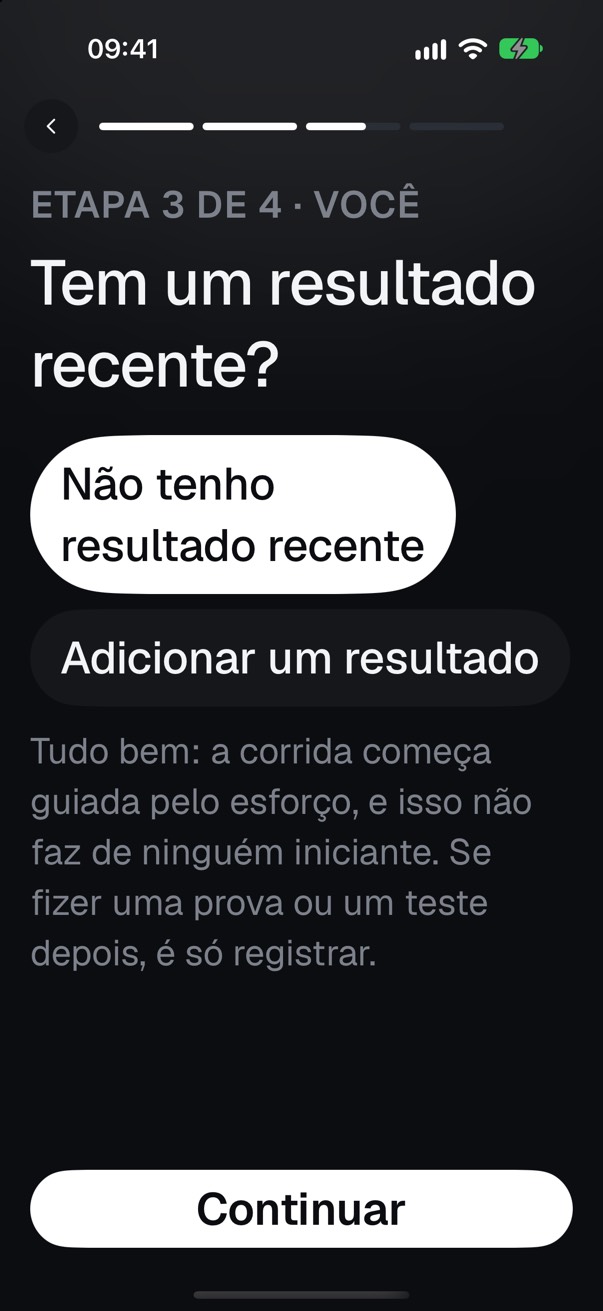 09:41
ETAPA 3 DE 4 · VOCÊ
Tem um resultado
recente?
Não tenho
resultado recente
Adicionar um resultado
Tudo bem: a corrida começa
guiada pelo esforço, e isso não
faz de ninguém iniciante. Se
fizer uma prova ou um teste
depois, é só registrar.
Continuar